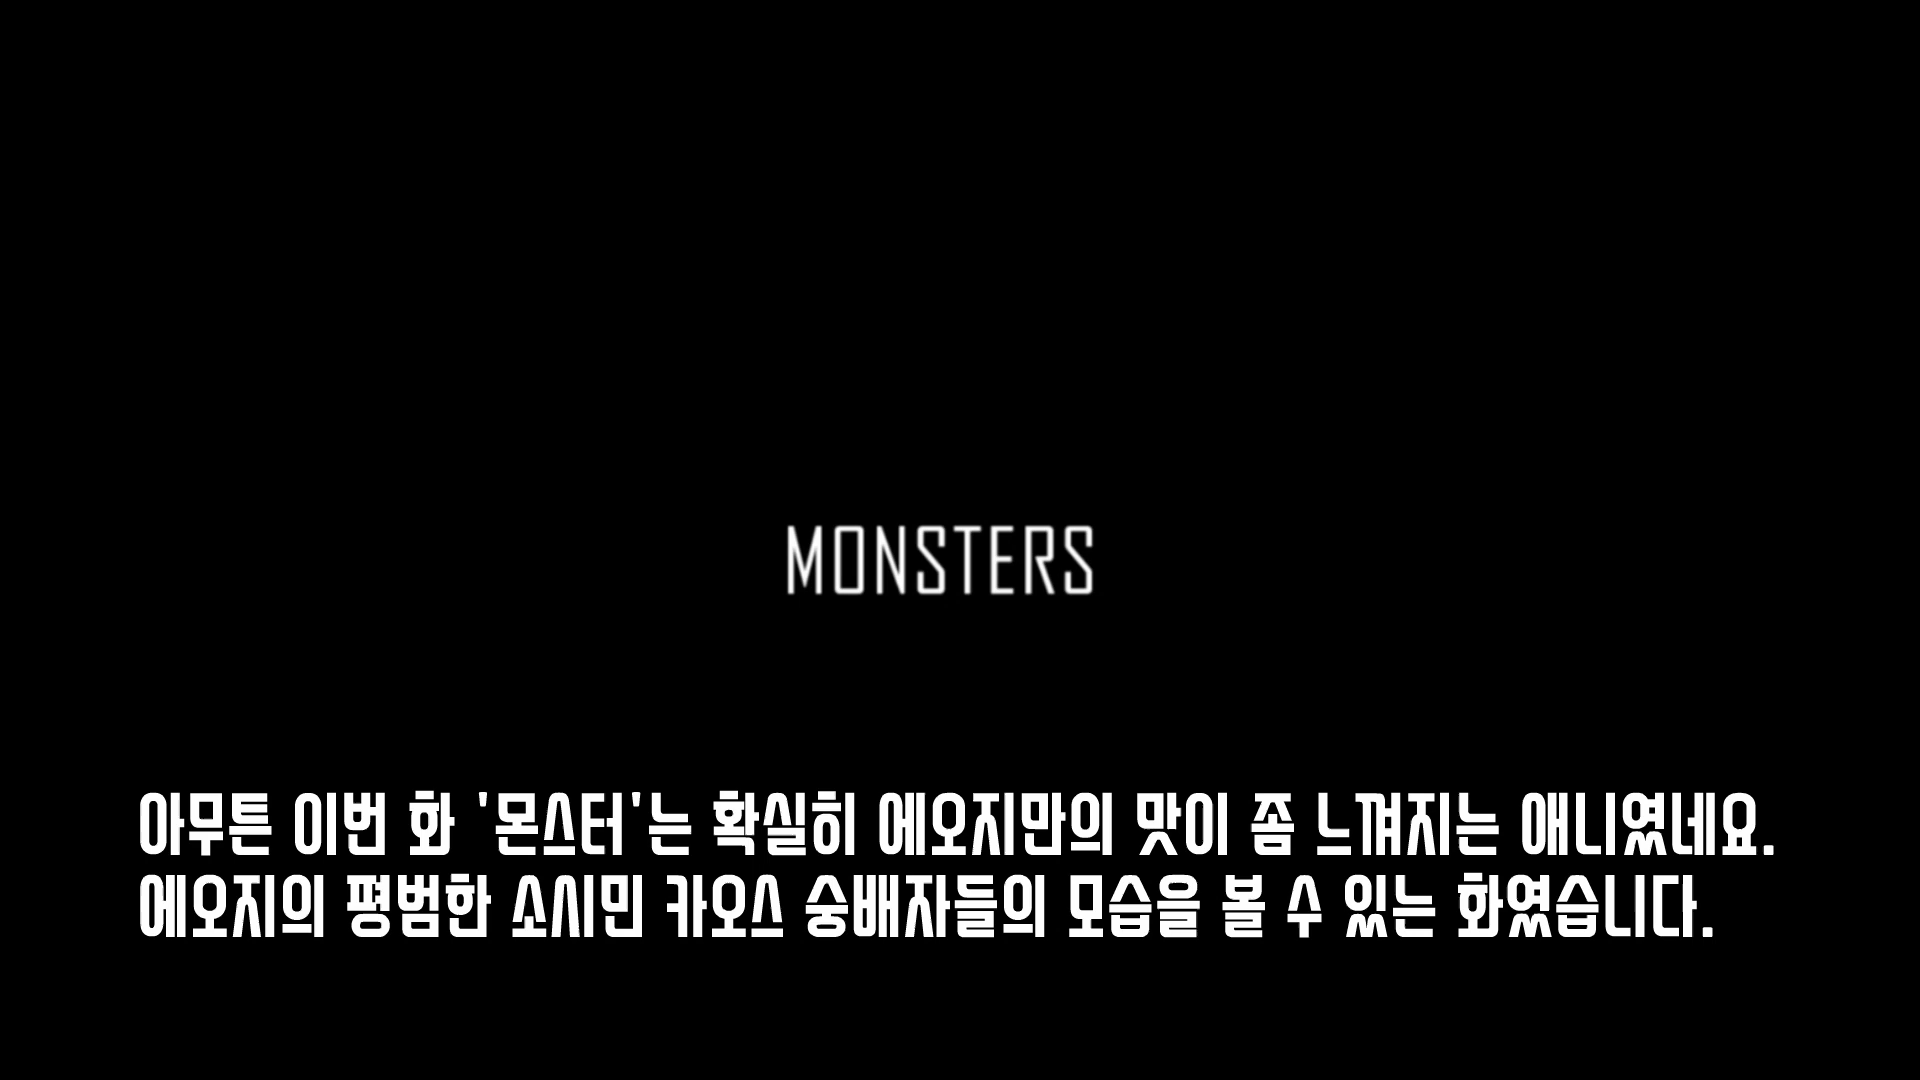 MONSTERS
아무튼 이번 화 '몬스터'는 확실히 에오지만의 맛이 좀 느껴지는 애니였네요.
에오지의 평범한 소시민 카오스 숭배자들의 모습을 볼 수 있는 화였습니다.